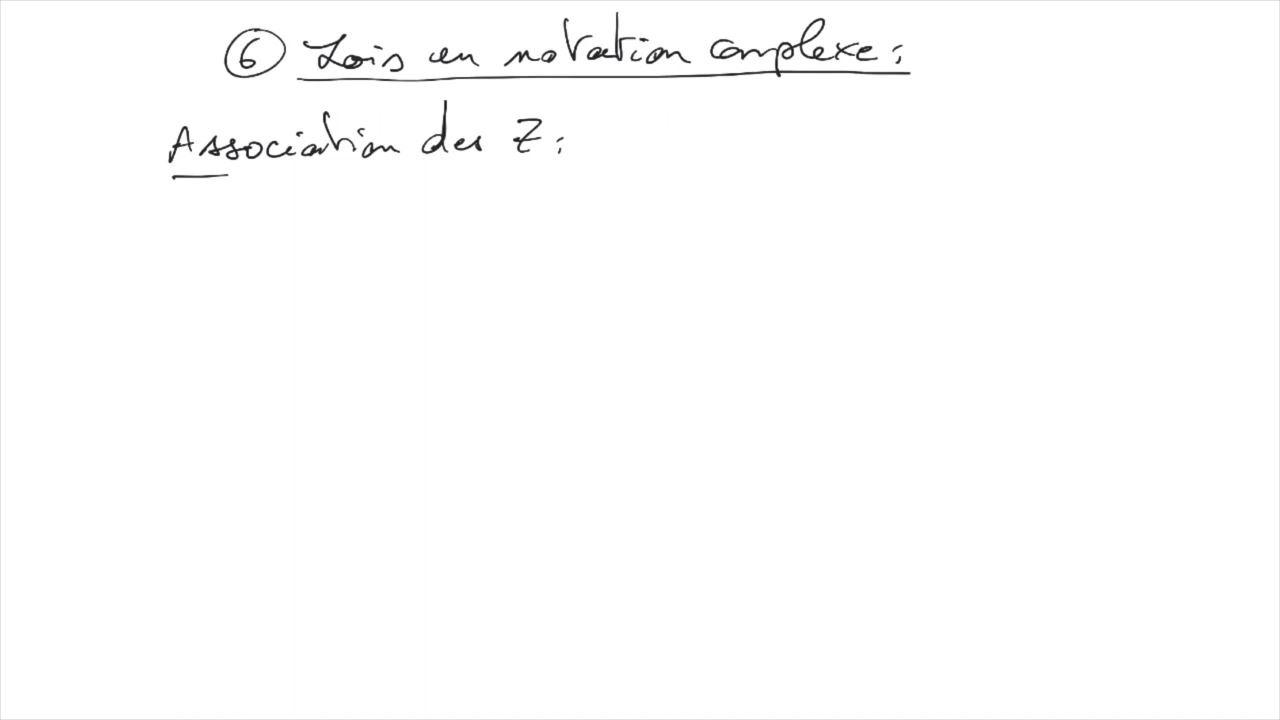 ⑥ Lois en notation complexe :
Association des Z :